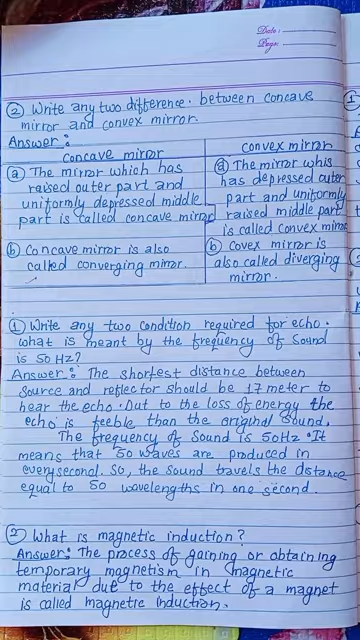 Date:
Page:
② Write any two difference. between concave
mirror and convex mirror.
Answer:
Concave mirror
Convex mirror
ⓐ The mirror which has
raised outer part and
uniformly depressed middle
part is called concave mirror
ⓐ The mirror whis
has depressed outer
part and uniformly
raised middle part
is called convex mirror
ⓑ Concave mirror is also
called converging mirror.
ⓑ Covex mirror is
also called diverging
mirror.
① Write any two condition required for echo.
what is meant by the frequency of sound
is 50 Hz?
Answer: The shortest distance between
source and reflector should be 17 meter to
hear the echo. Dut to the loss of energy the
echo is feeble than the original sound.
The frequency of sound is 50Hz. It
means that 50 waves are produced in
every second. So, the sound travels the distance
equal to 50 wavelengths in one second.
② What is magnetic induction?
Answer: The process of gaining or obtaining
temporary magnetism in magnetic
material due to the effect of a magnet
is called magnetic induction.